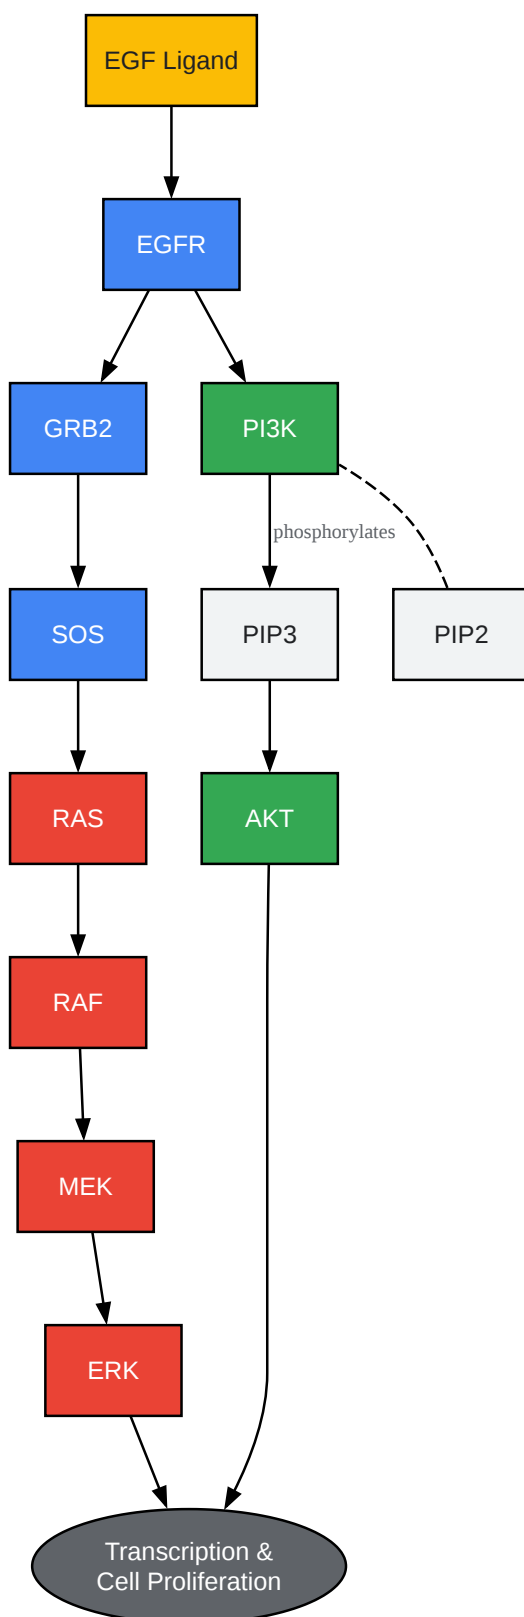 EGF Ligand
EGFR
GRB2
PI3K
phosphorylates
SOS
PIP3
PIP2
RAS
AKT
RAF
MEK
ERK
Transcription &
Cell Proliferation